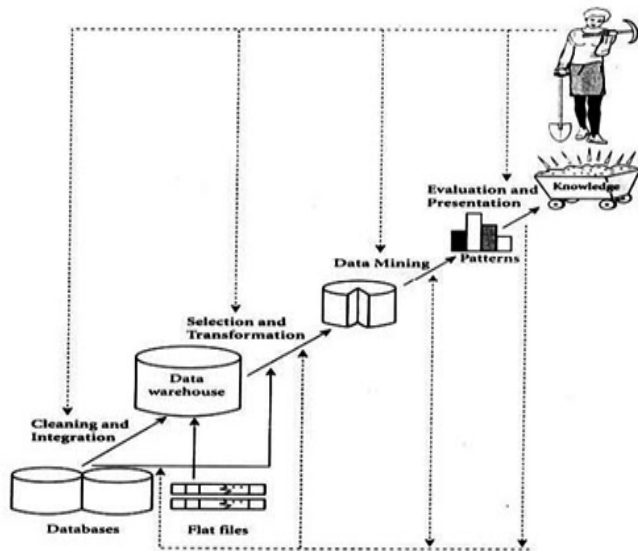 Evaluation and
Presentation
Knowledge
Patterns
Data Mining
Selection and
Transformation
Data
warehouse
Cleaning and
Integration
Databases
Flat files